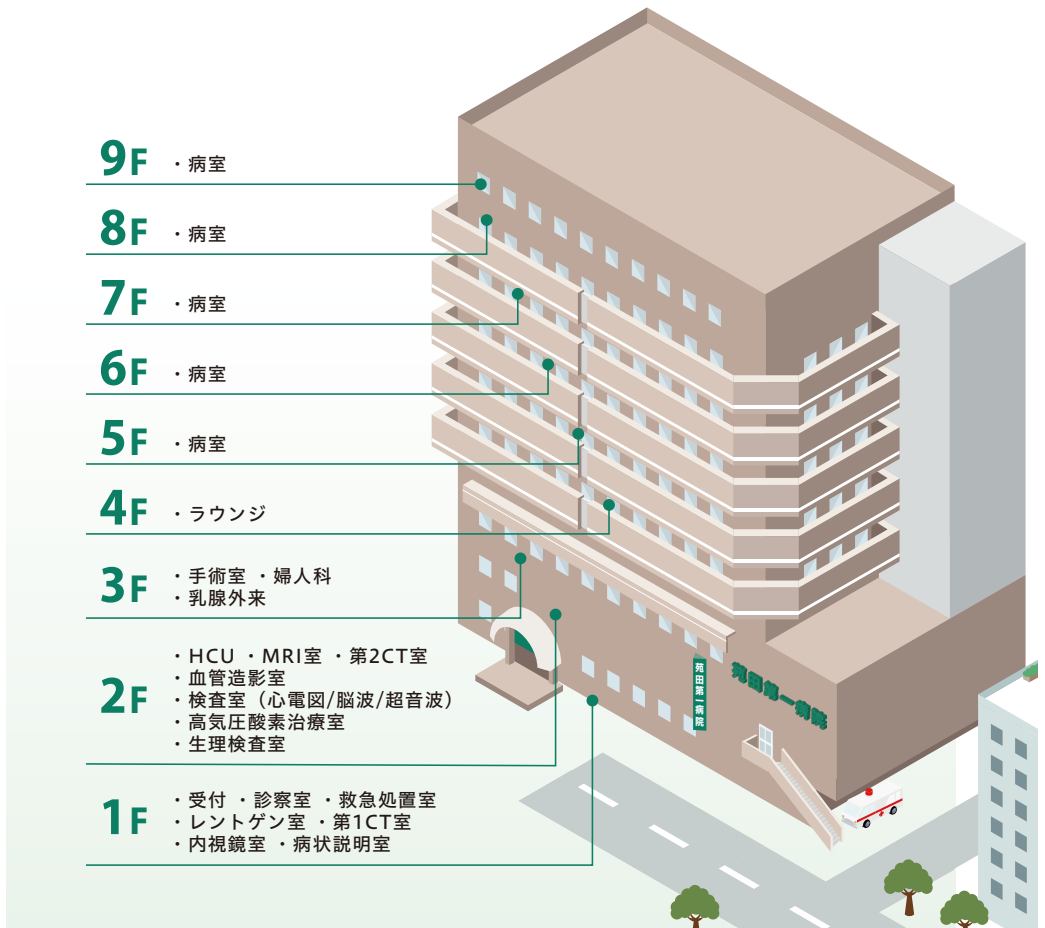 9F ・病室
8F ・病室
7F ・病室
6F ・病室
5F ・病室
4F ・ラウンジ
3F ・手術室 ・婦人科
・乳腺外来
2F ・HCU ・MRI室 ・第2CT室
・血管造影室
・検査室（心電図/脳波/超音波）
・高気圧酸素治療室
・生理検査室
1F ・受付 ・診察室 ・救急処置室
・レントゲン室 ・第1CT室
・内視鏡室 ・病状説明室
苑田第一病院
苑田第一病院